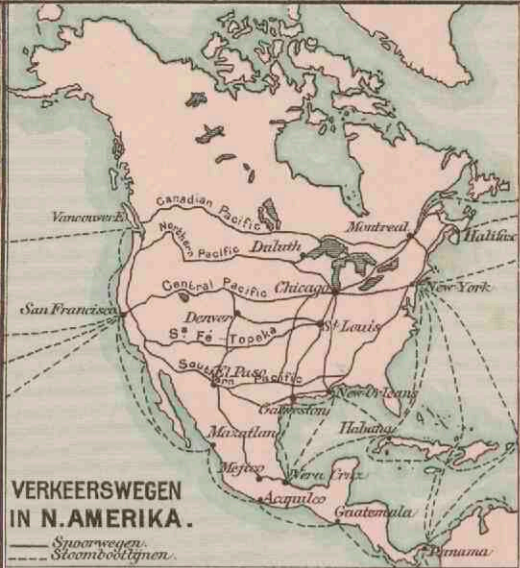 Canadian Pacific
Vancouver E.
Northern Pacific
Montreal
Duluth
Halifax
Central Pacific
Chicago
New-York
San Francisco
Denver
St. Louis
Sa. Fé - Topeka
El Paso
Southern Pacific
New-Orleans
Galveston
Habana
Mazatlan
Mejico
Vera Cruz
Acapulco
Guatemala
Panama
VERKEERSWEGEN
IN N. AMERIKA.
Spoorwegen.
Stoombootlijnen.